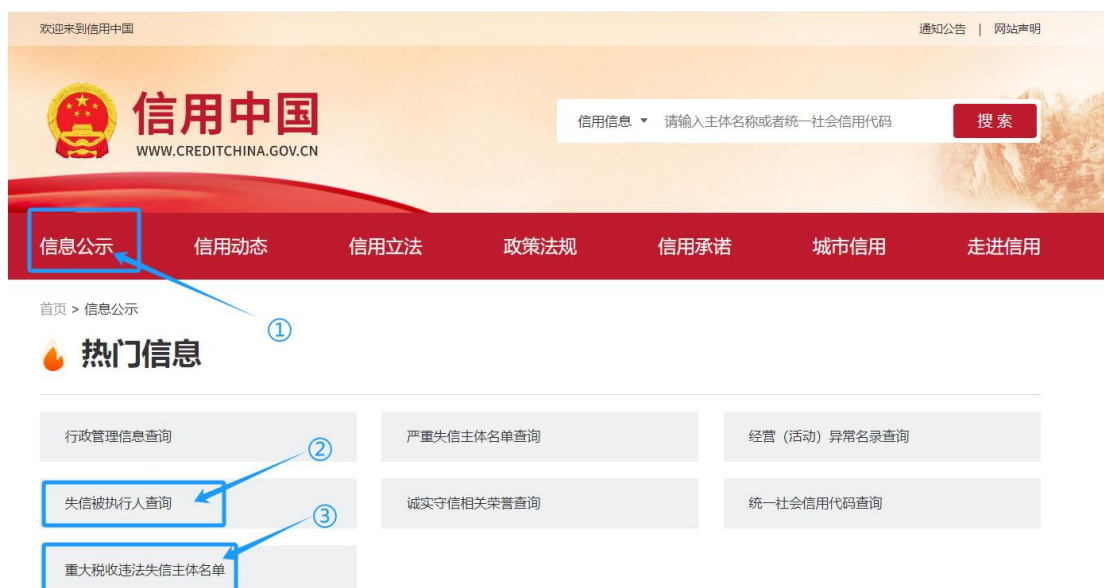 欢迎来到信用中国 通知公告 | 网站声明
信用中国
WWW.CREDITCHINA.GOV.CN
信用信息 请输入主体名称或者统一社会信用代码 搜索
信息公示 信用动态 信用立法 政策法规 信用承诺 城市信用 走进信用
首页 > 信息公示
①
热门信息
行政管理信息查询 严重失信主体名单查询 经营（活动）异常名录查询
②
失信被执行人查询 诚实守信相关荣誉查询 统一社会信用代码查询
③
重大税收违法失信主体名单